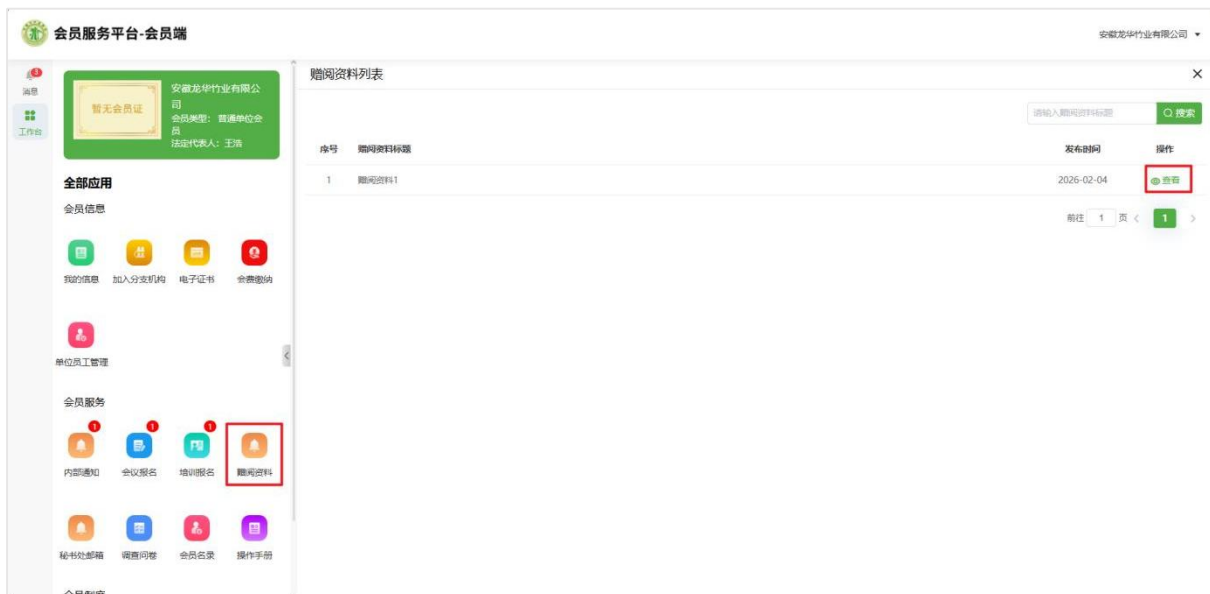 会员服务平台-会员端
安徽龙华竹业有限公司
消息
工作台
暂无会员证
安徽龙华竹业有限公
司
会员类型: 普通单位会
员
法定代表人: 王浩
全部应用
会员信息
我的信息 加入分支机构 电子证书 会费缴纳
单位员工管理
会员服务
1 1 1
内部通知 会议报名 培训报名 赠阅资料
秘书处邮箱 调查问卷 会员名录 操作手册
会员制度
赠阅资料列表
请输入赠阅资料标题 搜索
序号 赠阅资料标题 发布时间 操作
1 赠阅资料1 2026-02-04 查看
前往 1 页 < 1 >